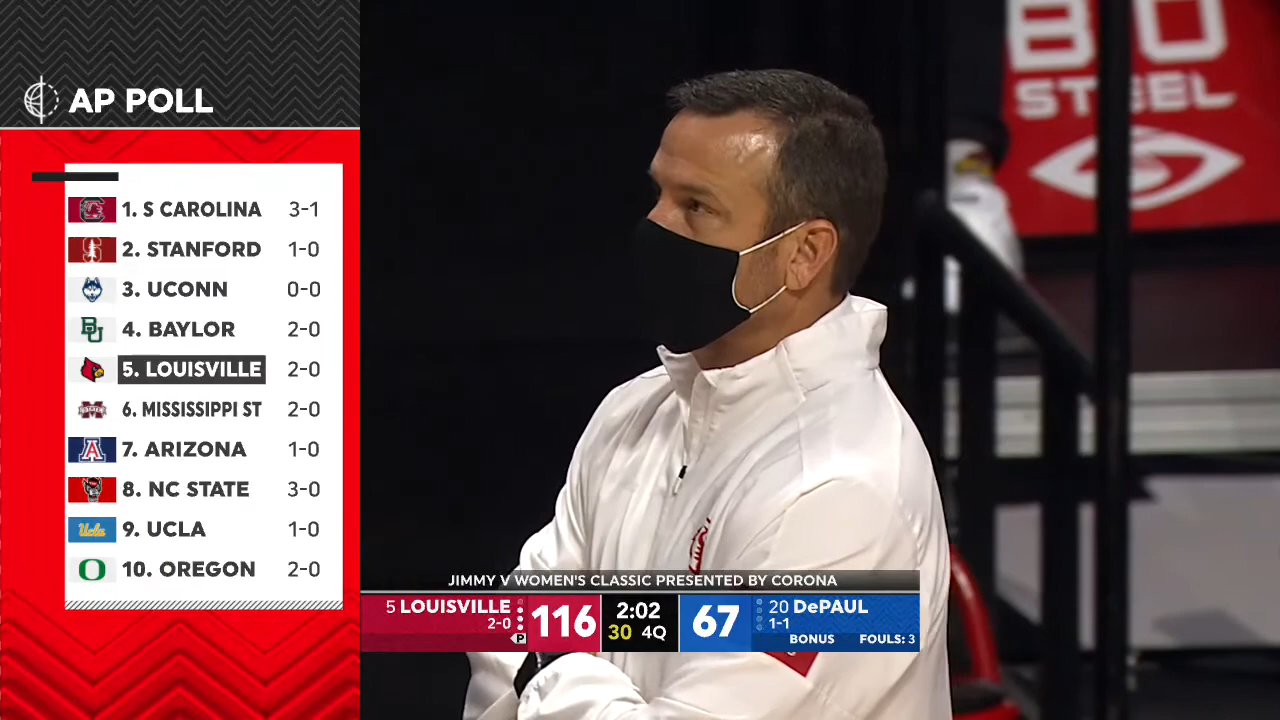 AP POLL
1. S CAROLINA 3-1
2. STANFORD 1-0
3. UCONN 0-0
4. BAYLOR 2-0
5. LOUISVILLE 2-0
6. MISSISSIPPI ST 2-0
7. ARIZONA 1-0
8. NC STATE 3-0
9. UCLA 1-0
10. OREGON 2-0
STEEL
JIMMY V WOMEN'S CLASSIC PRESENTED BY CORONA
5 LOUISVILLE 116 2:02 67 20 DePAUL
2-0 P 30 4Q 1-1
BONUS FOULS: 3